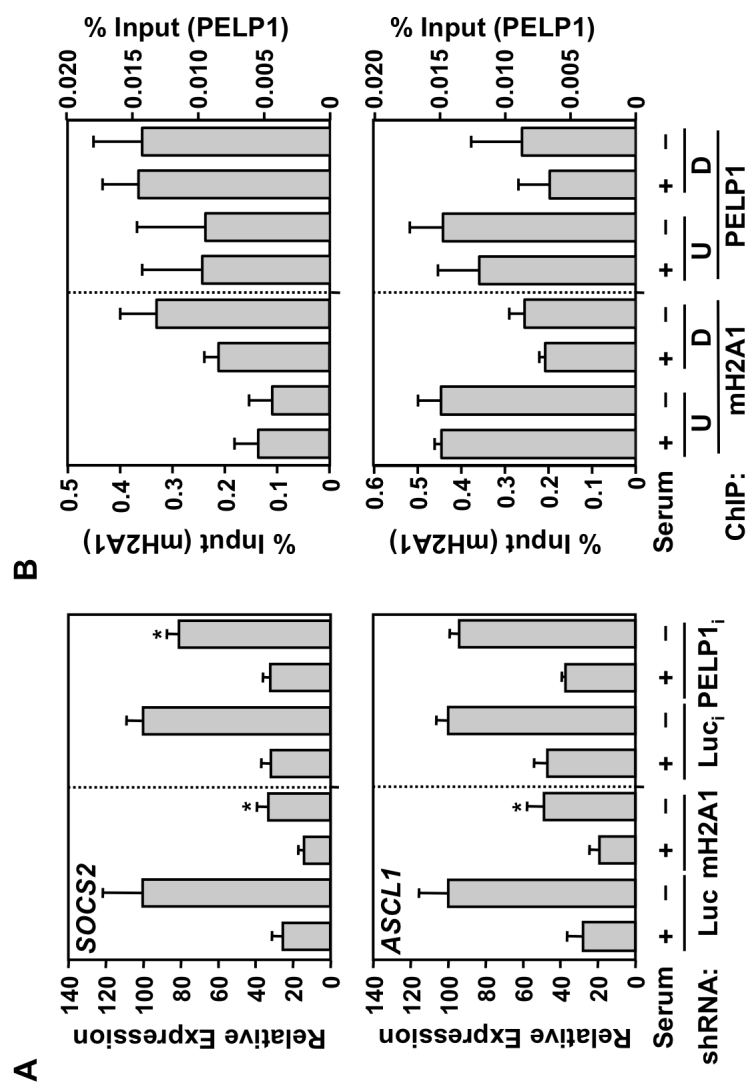 A
SOCS2
Relative Expression
140
120
100
80
60
40
20
0
*
*
ASCL1
Relative Expression
140
120
100
80
60
40
20
0
*
Serum + − + − + − + −
shRNA: Luc mH2A1 Luci PELP1i
B
% Input (mH2A1)
0.5
0.4
0.3
0.2
0.1
0
% Input (PELP1)
0.020
0.015
0.010
0.005
0
% Input (mH2A1)
0.6
0.5
0.4
0.3
0.2
0.1
0
% Input (PELP1)
0.020
0.015
0.010
0.005
0
Serum + − + − + − + −
U D U D
ChIP: mH2A1 PELP1